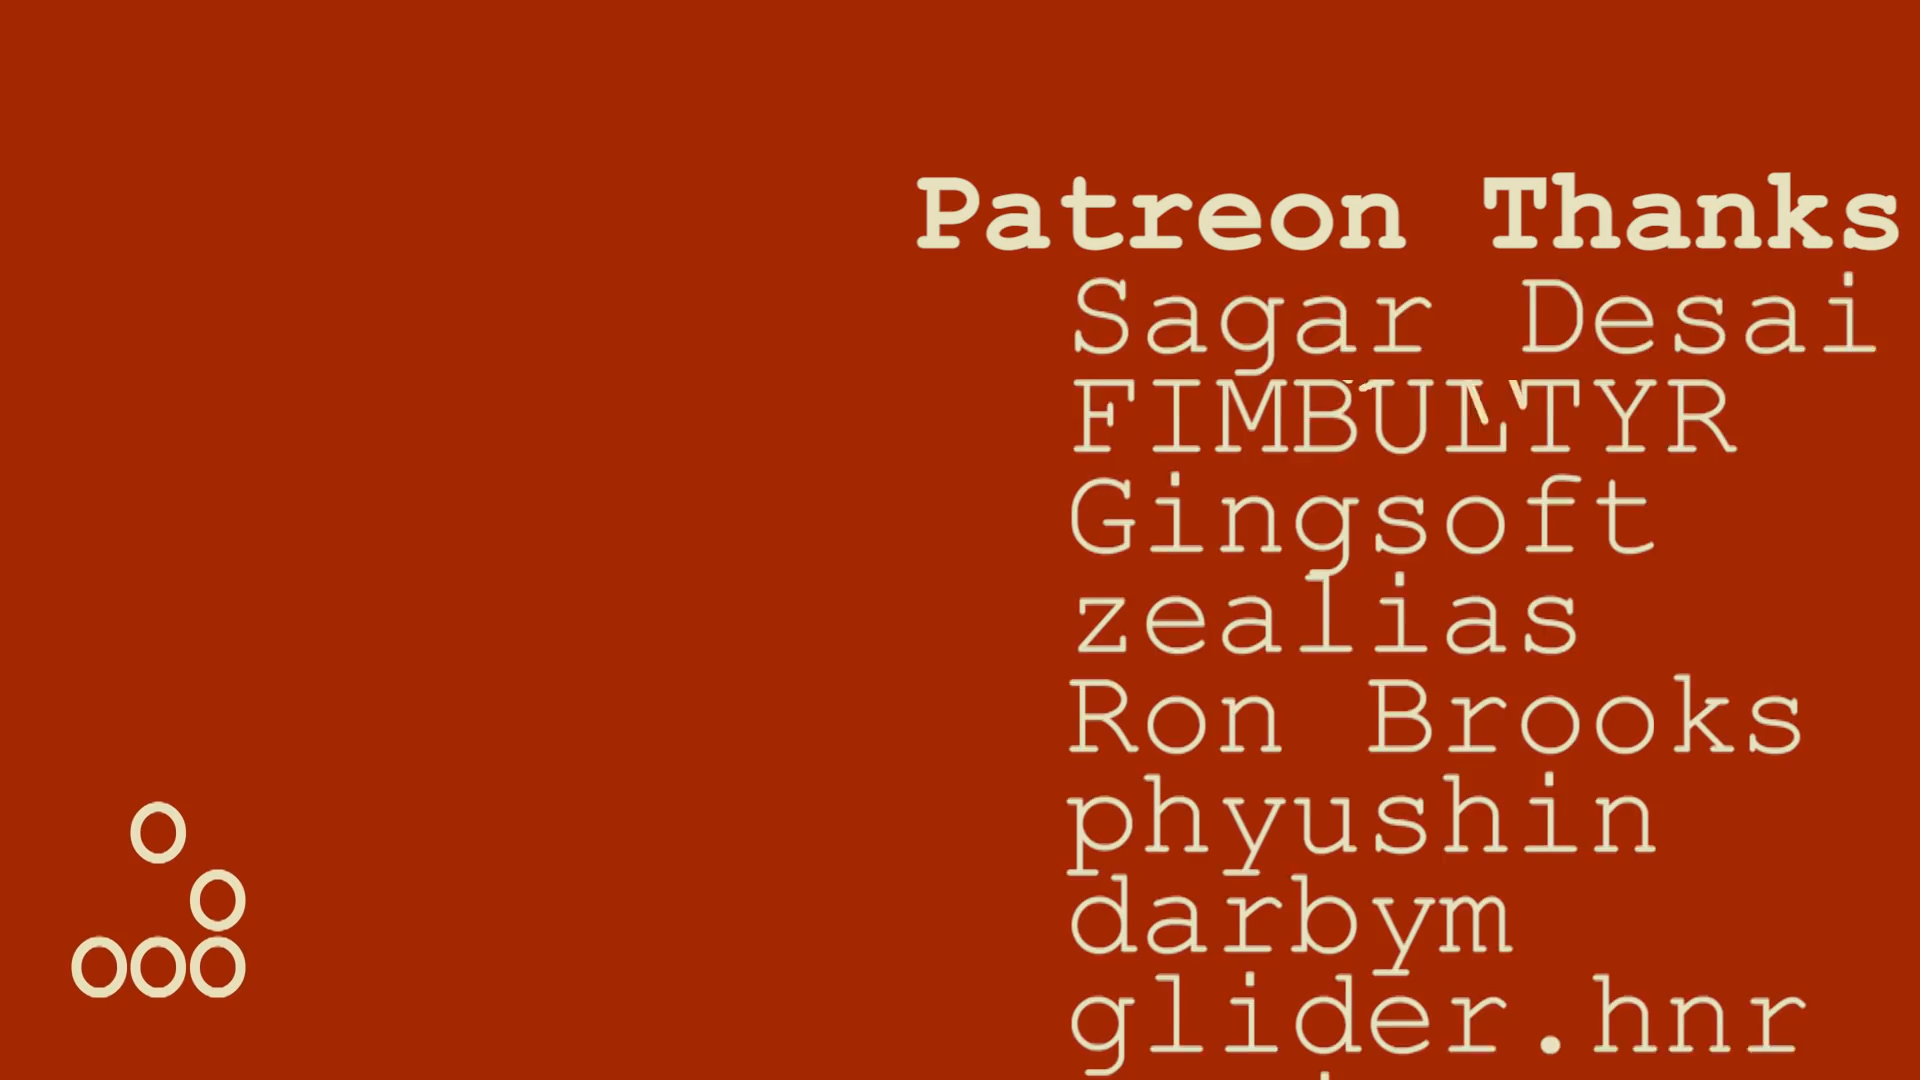 Patreon Thanks
Sagar Desai
FIMBULTYR
Gingsoft
zealias
Ron Brooks
phyushin
darbym
glider.hnr